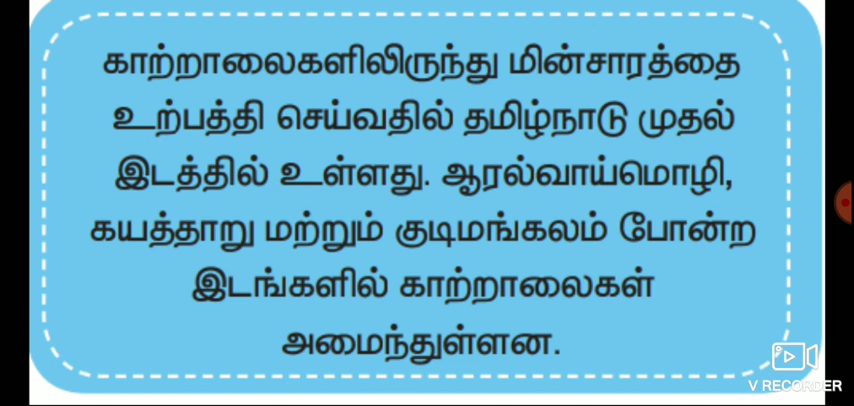 காற்றாலைகளிலிருந்து மின்சாரத்தை
உற்பத்தி செய்வதில் தமிழ்நாடு முதல்
இடத்தில் உள்ளது. ஆரல்வாய்மொழி,
கயத்தாறு மற்றும் குடிமங்கலம் போன்ற
இடங்களில் காற்றாலைகள்
அமைந்துள்ளன.
V RECORDER